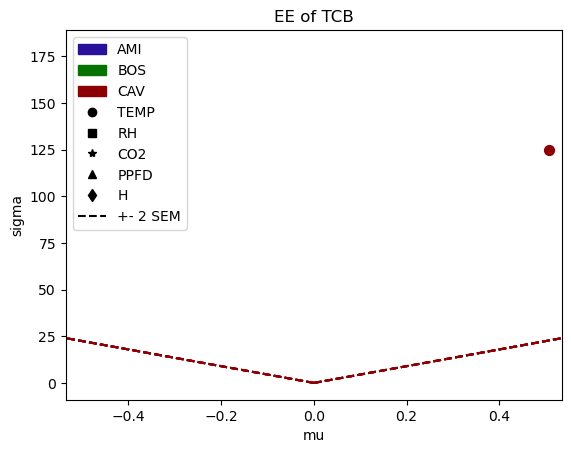 EE of TCB
175
150
125
100
75
50
25
0
sigma
AMI
BOS
CAV
TEMP
RH
CO2
PPFD
H
+- 2 SEM
−0.4 −0.2 0.0 0.2 0.4
mu